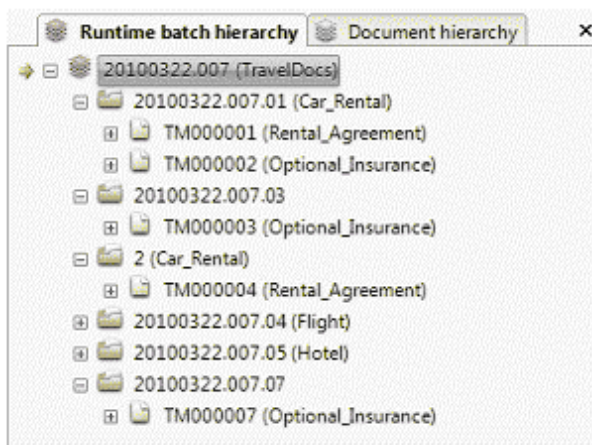 Runtime batch hierarchy Document hierarchy
20100322.007 (TravelDocs)
20100322.007.01 (Car_Rental)
TM000001 (Rental_Agreement)
TM000002 (Optional_Insurance)
20100322.007.03
TM000003 (Optional_Insurance)
2 (Car_Rental)
TM000004 (Rental_Agreement)
20100322.007.04 (Flight)
20100322.007.05 (Hotel)
20100322.007.07
TM000007 (Optional_Insurance)